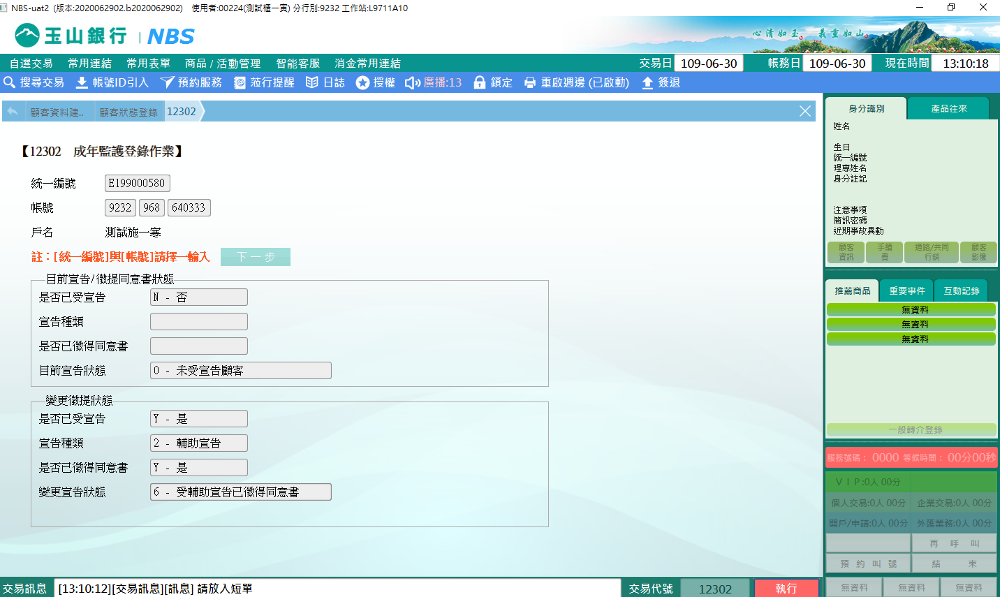 NBS-uat2 (版本:2020062902.b2020062902) 使用者:00224(測試櫃一寅) 分行別:9232 工作站:L9711A10
玉山銀行 NBS
心清如玉。義重如山。
自選交易 常用連結 常用表單 商品 / 活動管理 智能客服 消金常用連結
交易日 109-06-30 帳務日 109-06-30 現在時間 13:10:18
搜尋交易 帳號ID引入 預約服務 蒞行提醒 日誌 授權 廣播:13 鎖定 重啟週邊 (已啟動) 簽退
顧客資料建.. 顧客狀態登錄 12302
【12302 成年監護登錄作業】
統一編號 E199000580
帳號 9232 968 640333
戶名 測試施一寒
註：[統一編號]與[帳號]請擇一輸入 下一步
目前宣告/徵提同意書狀態
是否已受宣告 N - 否
宣告種類
是否已徵得同意書
目前宣告狀態 0 - 未受宣告顧客
變更徵提狀態
是否已受宣告 Y - 是
宣告種類 2 - 輔助宣告
是否已徵得同意書 Y - 是
變更宣告狀態 6 - 受輔助宣告已徵得同意書
交易訊息 [13:10:12][交易訊息][訊息] 請放入短單 交易代號 12302 執行
身分識別 產品往來
姓名
生日
統一編號
理專姓名
身分註記
注意事項
簡訊密碼
近期事故異動
顧客資訊 手續費 通路/共同行銷 顧客影像
推薦商品 重要事件 互動記錄
無資料
無資料
無資料
一般轉介登錄
服務號碼： 0000 等候時間： 00分00秒
ＶＩＰ:0人 00分
個人交易:0人 00分 企業交易:0人 00分
開戶/申請:0人 00分 外匯業務:0人 00分
再 呼 叫
預 約 叫 號 結 束
無資料 無資料 無資料